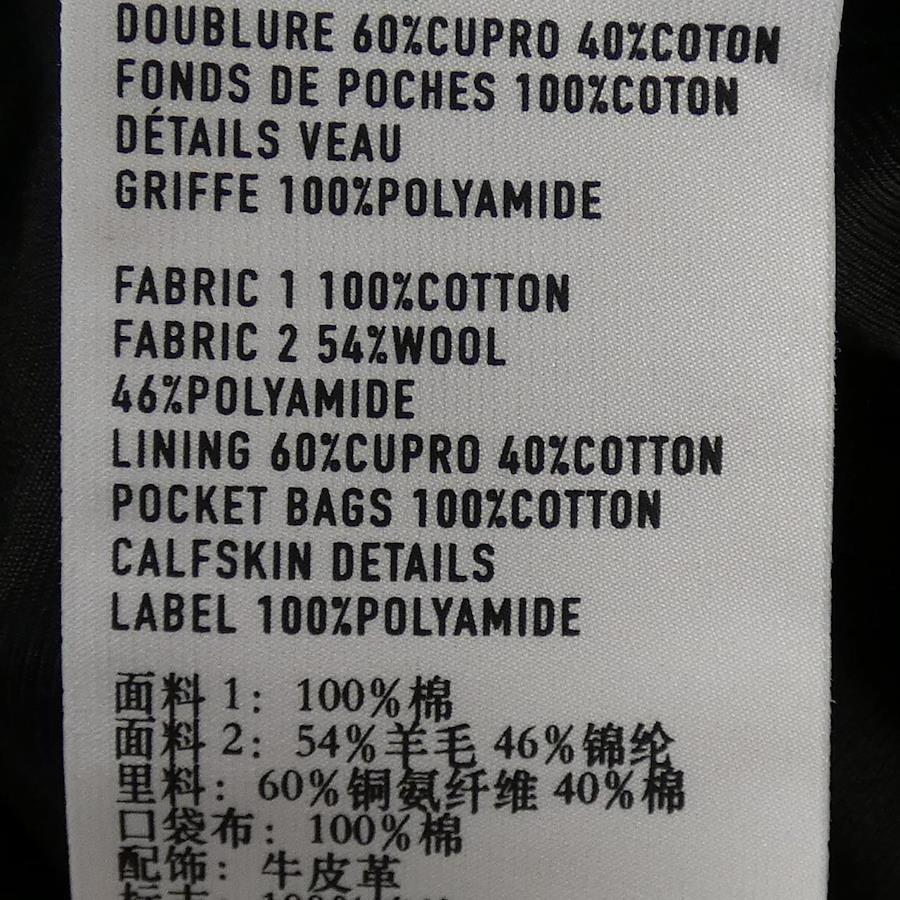 DOUBLURE 60%CUPRO 40%COTON
FONDS DE POCHES 100%COTON
DÉTAILS VEAU
GRIFFE 100%POLYAMIDE
FABRIC 1 100%COTTON
FABRIC 2 54%WOOL
46%POLYAMIDE
LINING 60%CUPRO 40%COTTON
POCKET BAGS 100%COTTON
CALFSKIN DETAILS
LABEL 100%POLYAMIDE
面料 1: 100%棉
面料 2: 54%羊毛 46%锦纶
里料: 60%铜氨纤维 40%棉
口袋布: 100%棉
配饰: 牛皮革